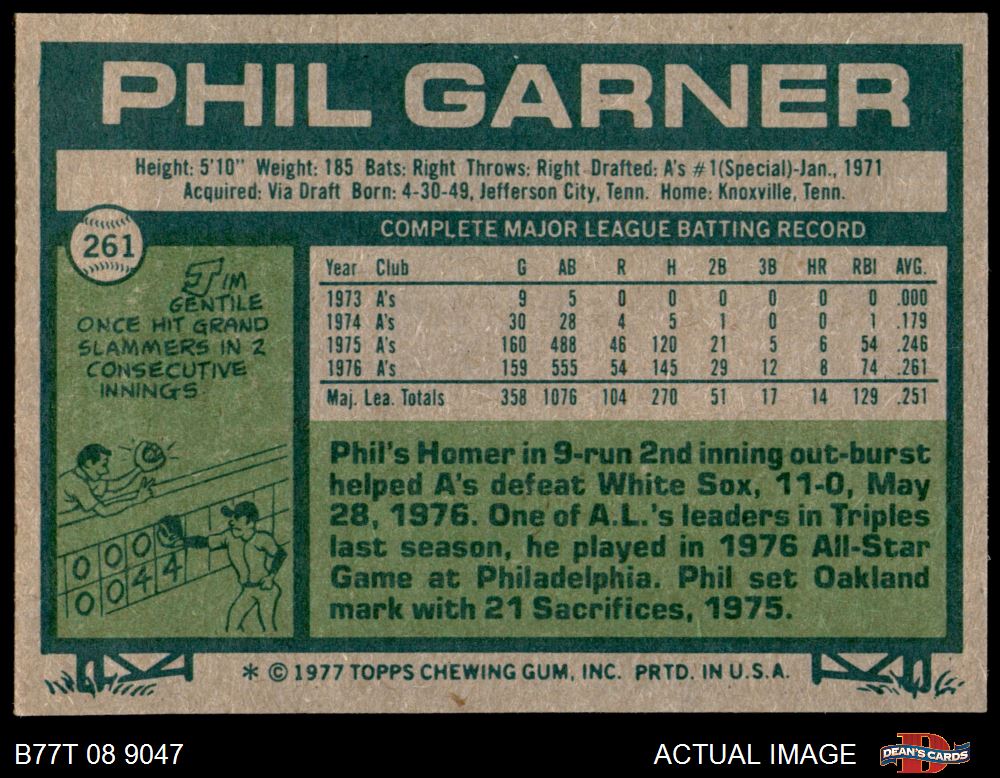 PHIL GARNER
Height: 5'10" Weight: 185 Bats: Right Throws: Right Drafted: A's #1(Special)-Jan., 1971
Acquired: Via Draft Born: 4-30-49, Jefferson City, Tenn. Home: Knoxville, Tenn.
261
JIM
GENTILE
ONCE HIT GRAND
SLAMMERS IN 2
CONSECUTIVE
INNINGS
0 0 0
0 0 4 4
COMPLETE MAJOR LEAGUE BATTING RECORD
Year Club G AB R H 2B 3B HR RBI AVG.
1973 A's 9 5 0 0 0 0 0 0 .000
1974 A's 30 28 4 5 1 0 0 1 .179
1975 A's 160 488 46 120 21 5 6 54 .246
1976 A's 159 555 54 145 29 12 8 74 .261
Maj. Lea. Totals 358 1076 104 270 51 17 14 129 .251
Phil's Homer in 9-run 2nd inning out-burst
helped A's defeat White Sox, 11-0, May
28, 1976. One of A.L.'s leaders in Triples
last season, he played in 1976 All-Star
Game at Philadelphia. Phil set Oakland
mark with 21 Sacrifices, 1975.
* © 1977 TOPPS CHEWING GUM, INC. PRTD. IN U.S.A.
B77T 08 9047
ACTUAL IMAGE
D
DEAN'S CARDS